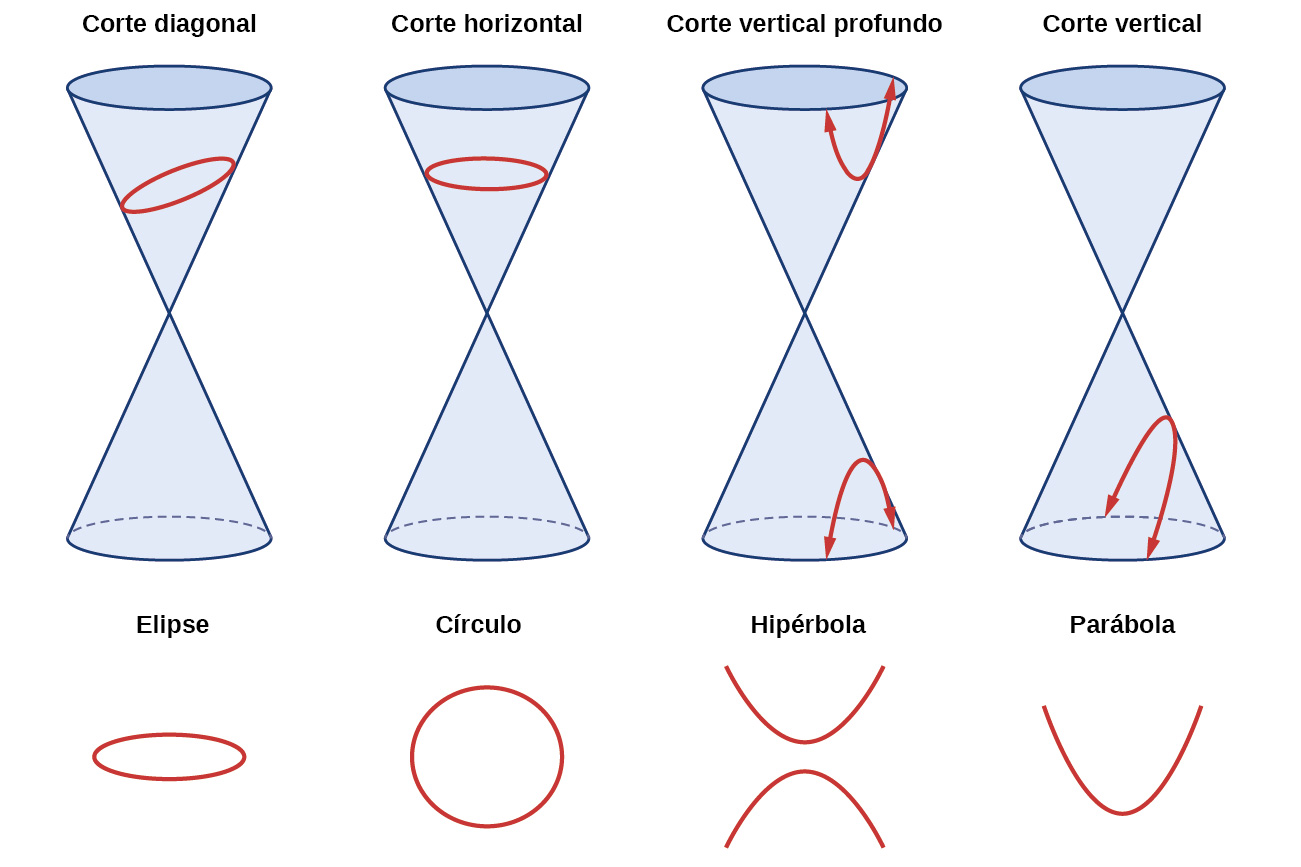 Corte diagonal
Corte horizontal
Corte vertical profundo
Corte vertical
Elipse
Círculo
Hipérbola
Parábola